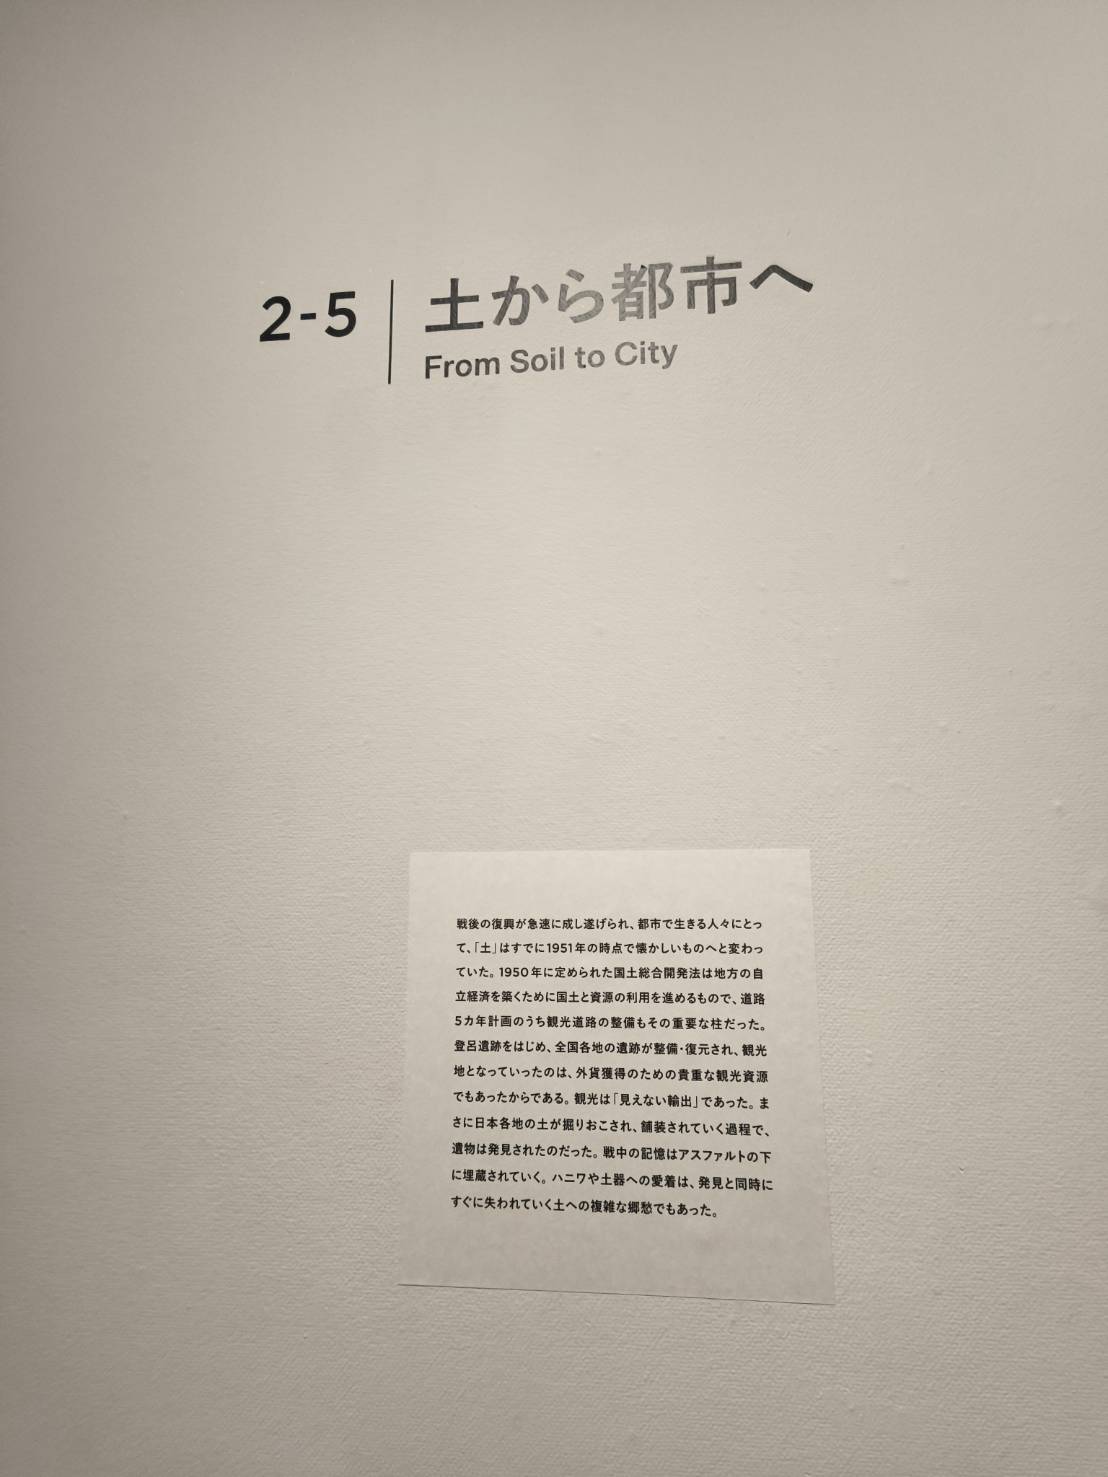 2-5
土から都市へ
From Soil to City
戦後の復興が急速に成し遂げられ、都市で生きる人々にとっ
て、「土」はすでに1951年の時点で懐かしいものへと変わっ
ていた。1950年に定められた国土総合開発法は地方の自
立経済を築くために国土と資源の利用を進めるもので、道路
5カ年計画のうち観光道路の整備もその重要な柱だった。
登呂遺跡をはじめ、全国各地の遺跡が整備・復元され、観光
地となっていったのは、外貨獲得のための貴重な観光資源
でもあったからである。観光は「見えない輸出」であった。ま
さに日本各地の土が掘りおこされ、舗装されていく過程で、
遺物は発見されたのだった。戦中の記憶はアスファルトの下
に埋蔵されていく。ハニワや土器への愛着は、発見と同時に
すぐに失われていく土への複雑な郷愁でもあった。